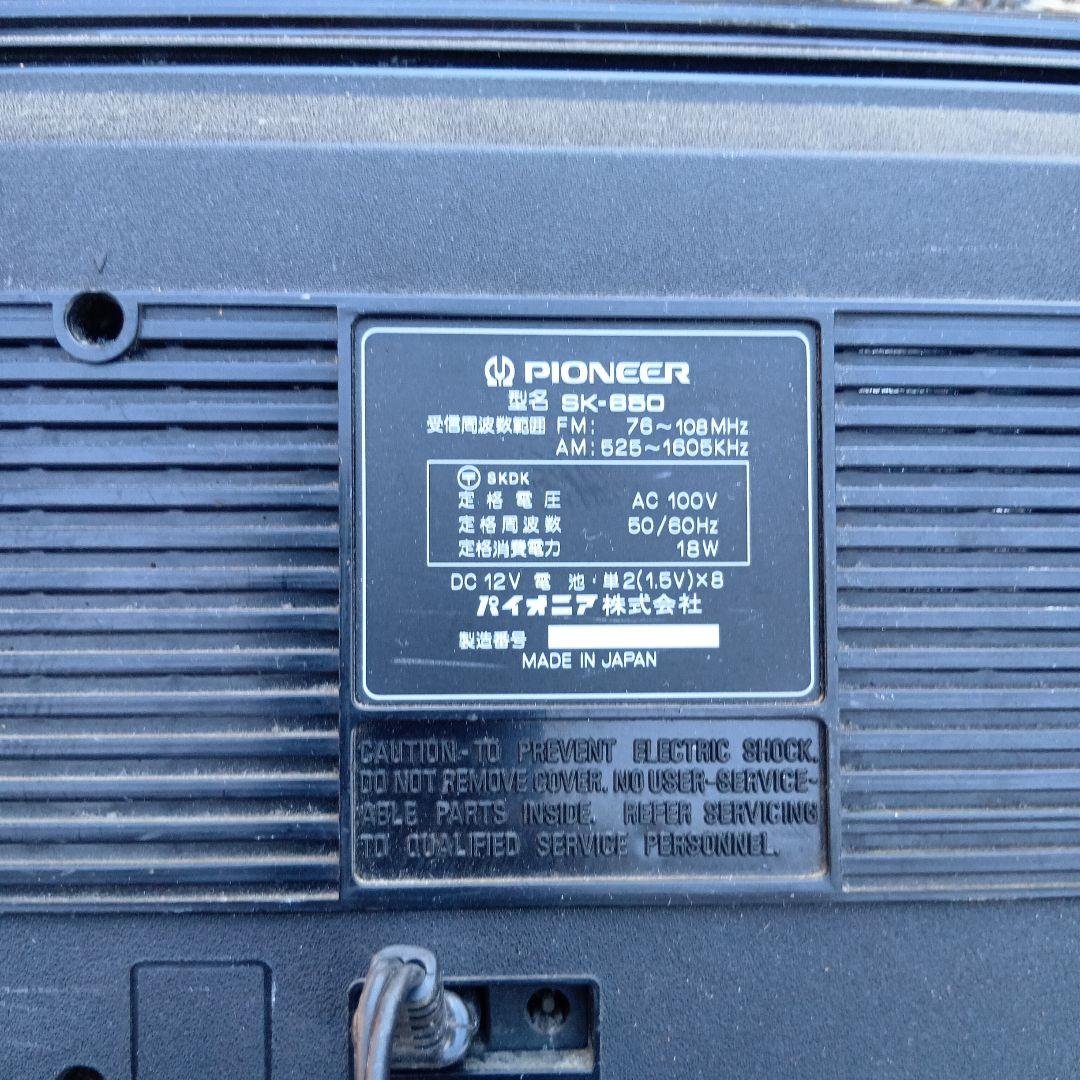 PIONEER
型名 SK-650
受信周波数範囲 FM: 76~108MHz
AM:525~1605KHz
〒 SKDK
定格電圧 AC 100V
定格周波数 50/60Hz
定格消費電力 18W
DC 12V 電池・単2(1.5V)×8
パイオニア株式会社
製造番号
MADE IN JAPAN
CAUTION-TO PREVENT ELECTRIC SHOCK.
DO NOT REMOVE COVER. NO USER-SERVICE-
ABLE PARTS INSIDE. REFER SERVICING
TO QUALIFIED SERVICE PERSONNEL.